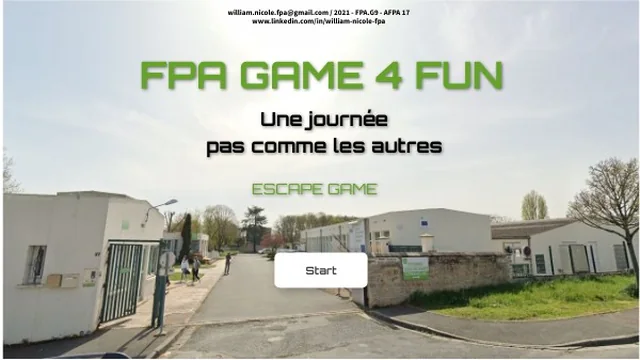 william.nicole.fpa@gmail.com / 2021 - FPA.G9 - AFPA 17
www.linkedin.com/in/william-nicole-fpa
FPA GAME 4 FUN
Une journée
pas comme les autres
ESCAPE GAME
Start